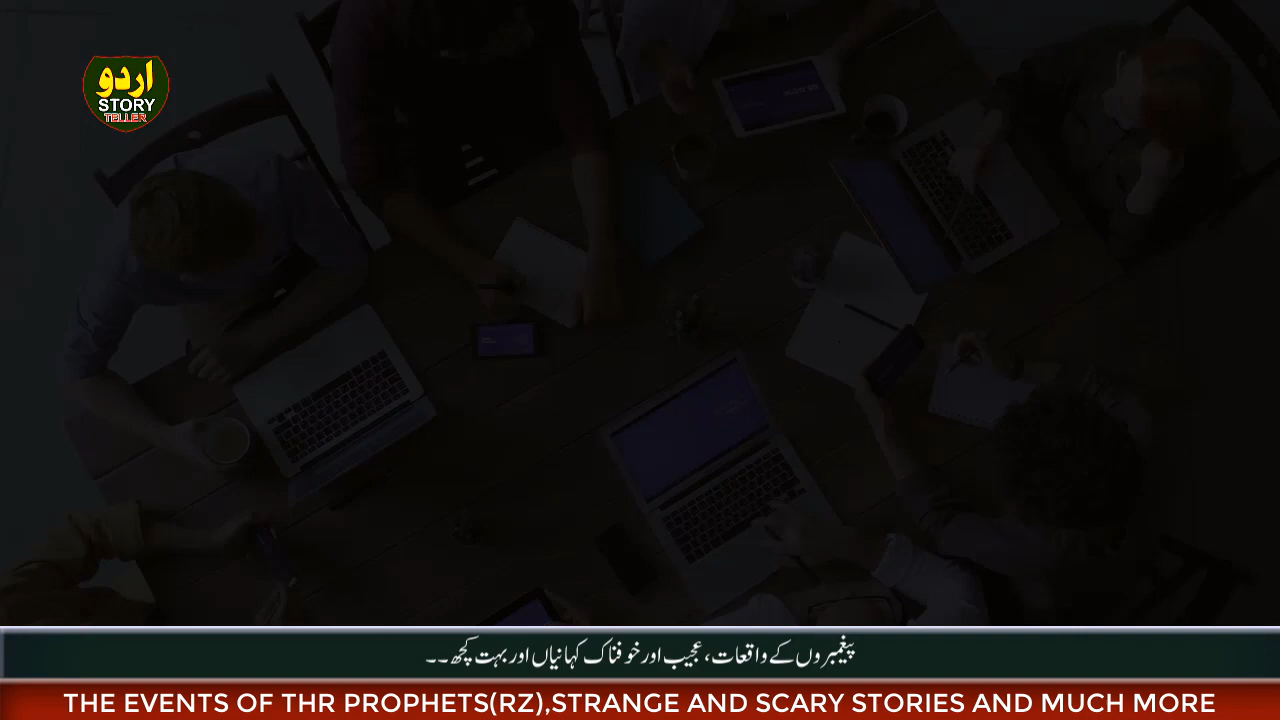 اردو
STORY
TELLER
پیغمبروں کے واقعات، عجیب اور خوفناک کہانیاں اور بہت کچھ۔۔
THE EVENTS OF THR PROPHETS(RZ),STRANGE AND SCARY STORIES AND MUCH MORE